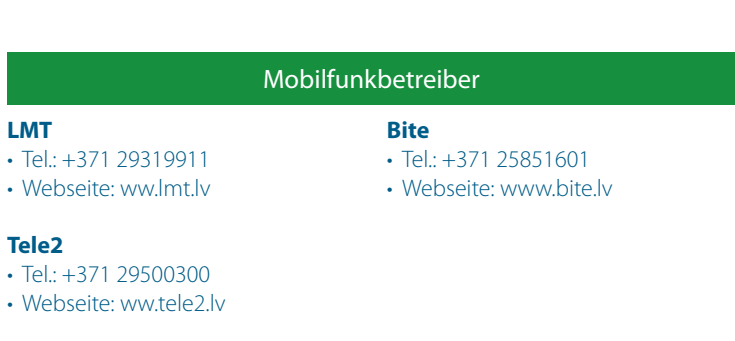 Mobilfunkbetreiber
LMT
• Tel.: +371 29319911
• Webseite: ww.lmt.lv
Tele2
• Tel.: +371 29500300
• Webseite: ww.tele2.lv
Bite
• Tel.: +371 25851601
• Webseite: www.bite.lv